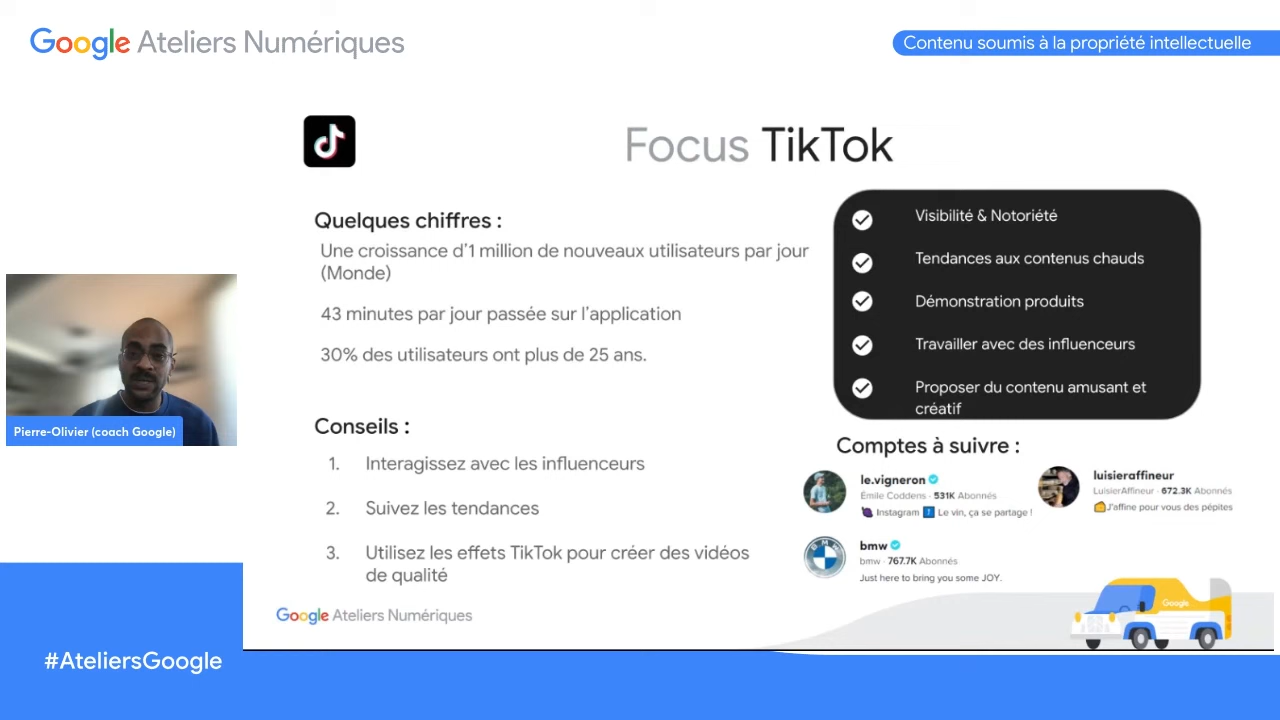 Google Ateliers Numériques
Contenu soumis à la propriété intellectuelle
Focus TikTok
Quelques chiffres :
Une croissance d'1 million de nouveaux utilisateurs par jour
(Monde)
43 minutes par jour passée sur l'application
30% des utilisateurs ont plus de 25 ans.
Visibilité & Notoriété
Tendances aux contenus chauds
Démonstration produits
Travailler avec des influenceurs
Proposer du contenu amusant et
créatif
Pierre-Olivier (coach Google)
Conseils :
1. Interagissez avec les influenceurs
2. Suivez les tendances
3. Utilisez les effets TikTok pour créer des vidéos
de qualité
Comptes à suivre :
le.vigneron
Émile Coddens · 531K Abonnés
Instagram Le vin, ça se partage !
luisieraffineur
LuisierAffineur · 672.3K Abonnés
J'affine pour vous des pépites
BMW
bmw
bmw · 767.7K Abonnés
Just here to bring you some JOY.
Google
Google Ateliers Numériques
#AteliersGoogle